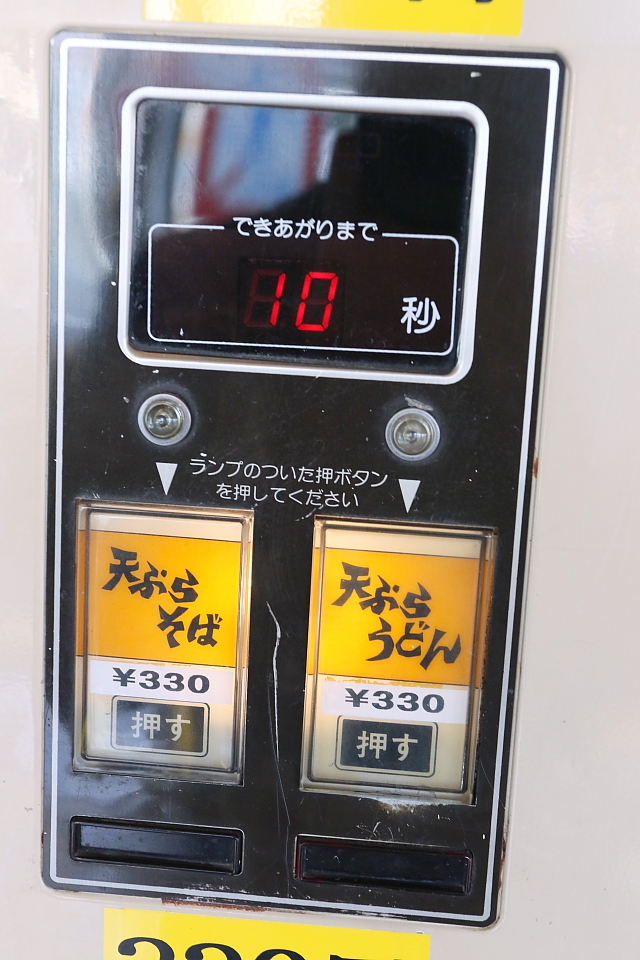 できあがりまで
10 秒
ランプのついた押ボタン
を押してください
天ぷら
そば
¥330
押す
天ぷら
うどん
¥330
押す